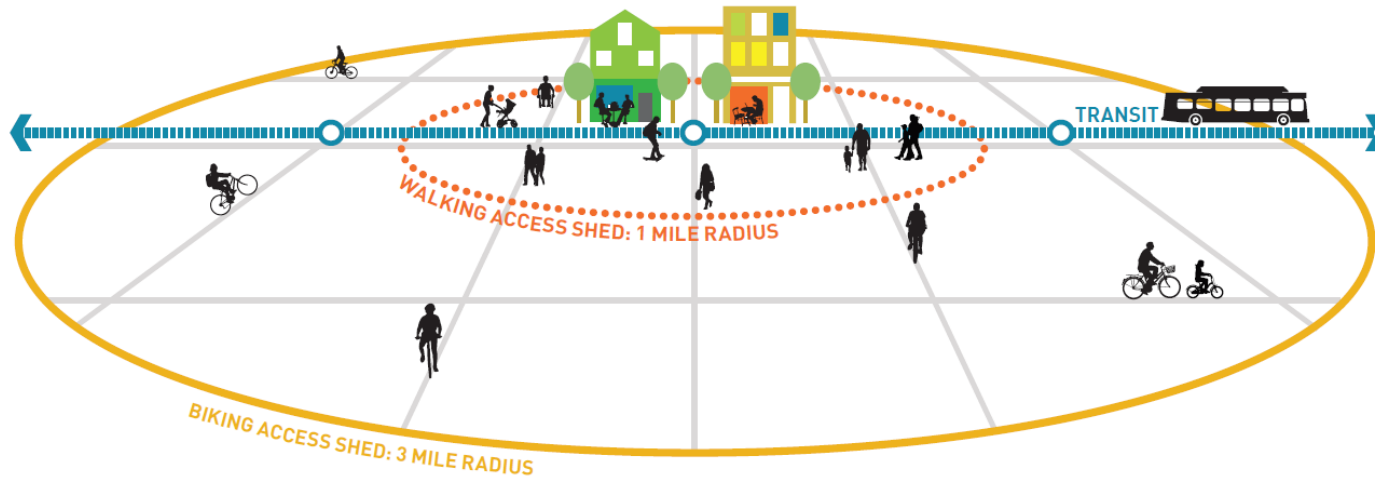 TRANSIT
WALKING ACCESS SHED: 1 MILE RADIUS
BIKING ACCESS SHED: 3 MILE RADIUS